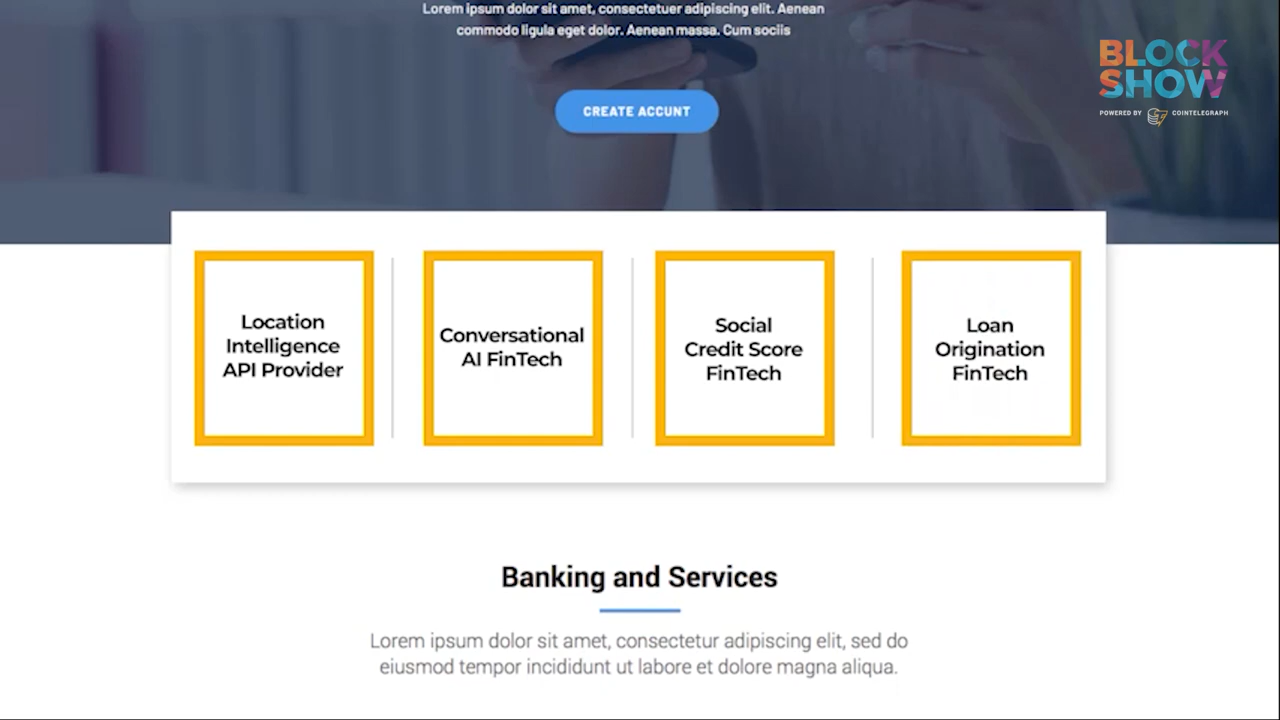 Lorem ipsum dolor sit amet, consectetuer adipiscing elit. Aenean
commodo ligula eget dolor. Aenean massa. Cum sociis
BLOCK
SHOW
POWERED BY COINTELEGRAPH
CREATE ACCUNT
Location
Intelligence
API Provider
Conversational
AI FinTech
Social
Credit Score
FinTech
Loan
Origination
FinTech
Banking and Services
Lorem ipsum dolor sit amet, consectetur adipiscing elit, sed do
eiusmod tempor incididunt ut labore et dolore magna aliqua.